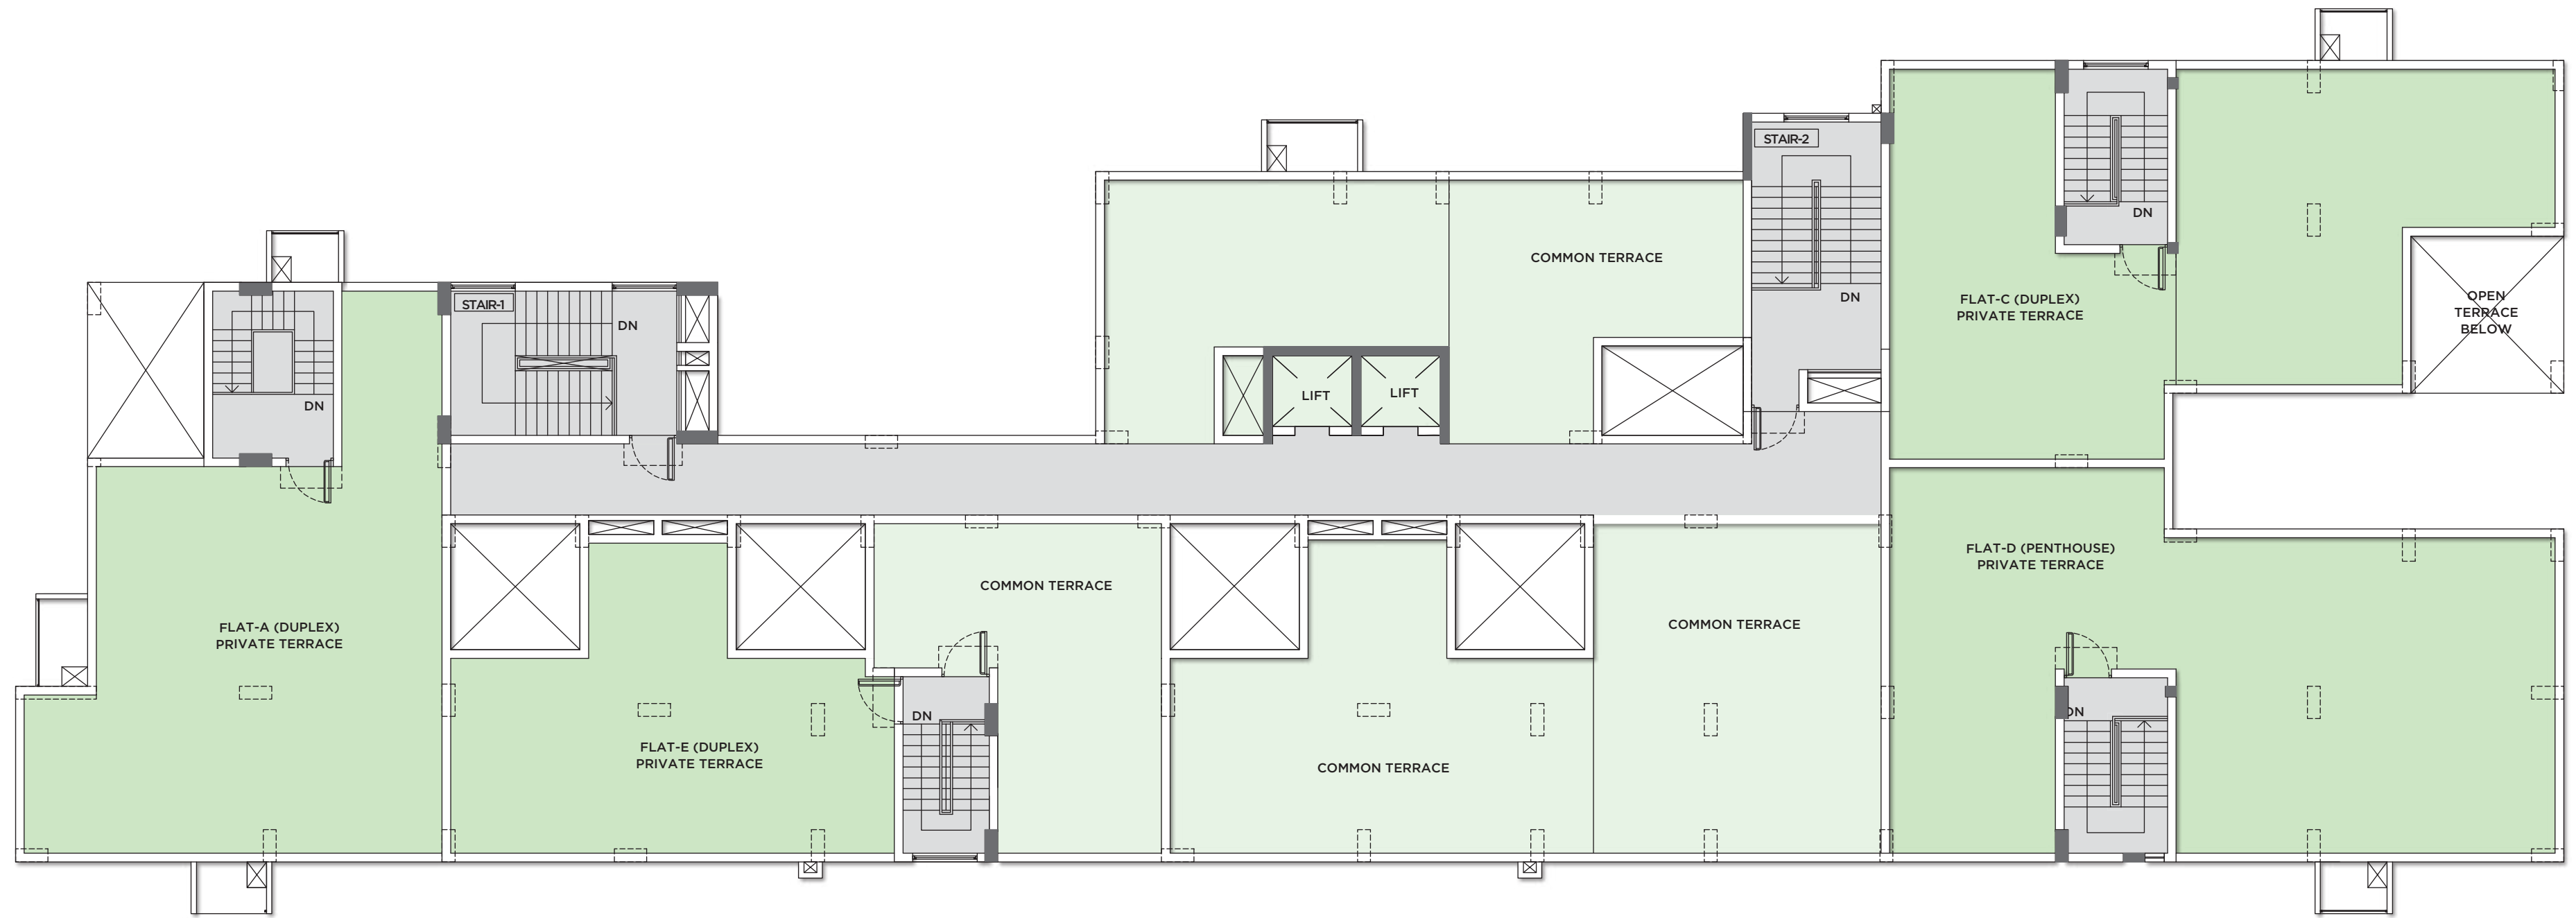 STAIR-2
DN
COMMON TERRACE
DN
FLAT-C (DUPLEX)
PRIVATE TERRACE
OPEN
TERRACE
BELOW
STAIR-1
DN
DN
LIFT
LIFT
FLAT-D (PENTHOUSE)
PRIVATE TERRACE
COMMON TERRACE
COMMON TERRACE
FLAT-A (DUPLEX)
PRIVATE TERRACE
DN
DN
FLAT-E (DUPLEX)
PRIVATE TERRACE
COMMON TERRACE